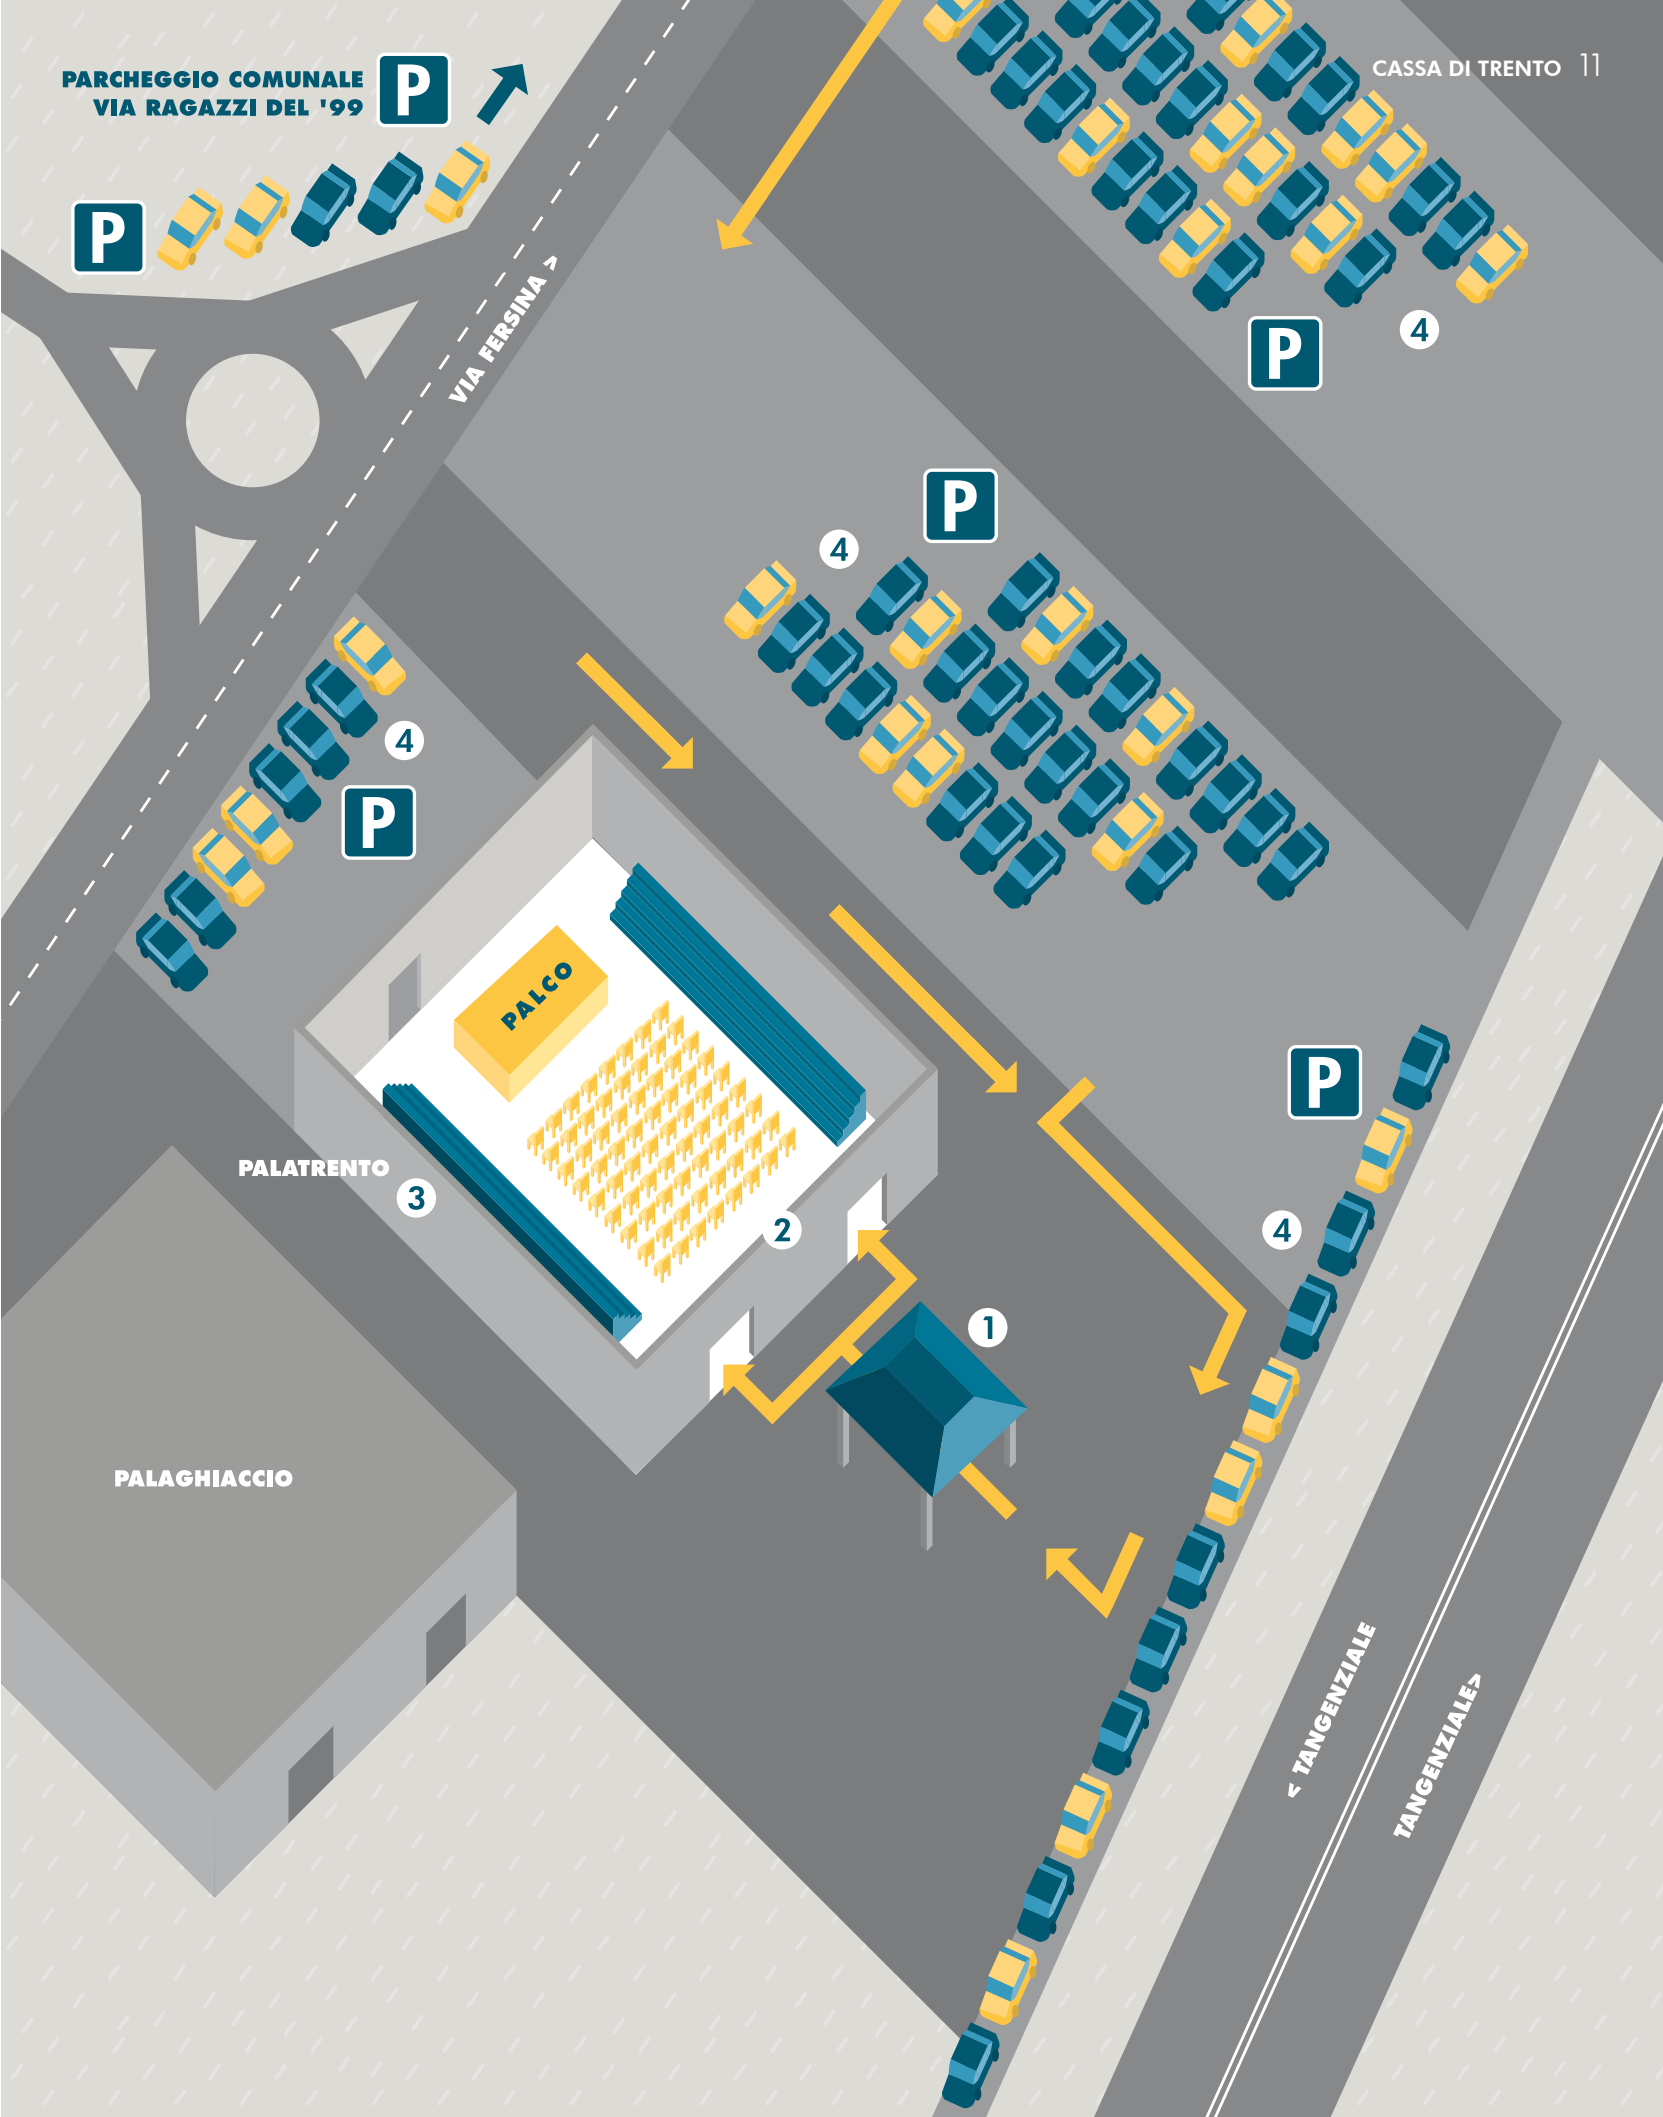 CASSA DI TRENTO 11
PARCHEGGIO COMUNALE
VIA RAGAZZI DEL '99
P
P
VIA FERSINA >
4
P
P
4
4
P
PALCO
P
PALATRENTO
3
2
4
1
PALAGHIACCIO
< TANGENZIALE
TANGENZIALE>